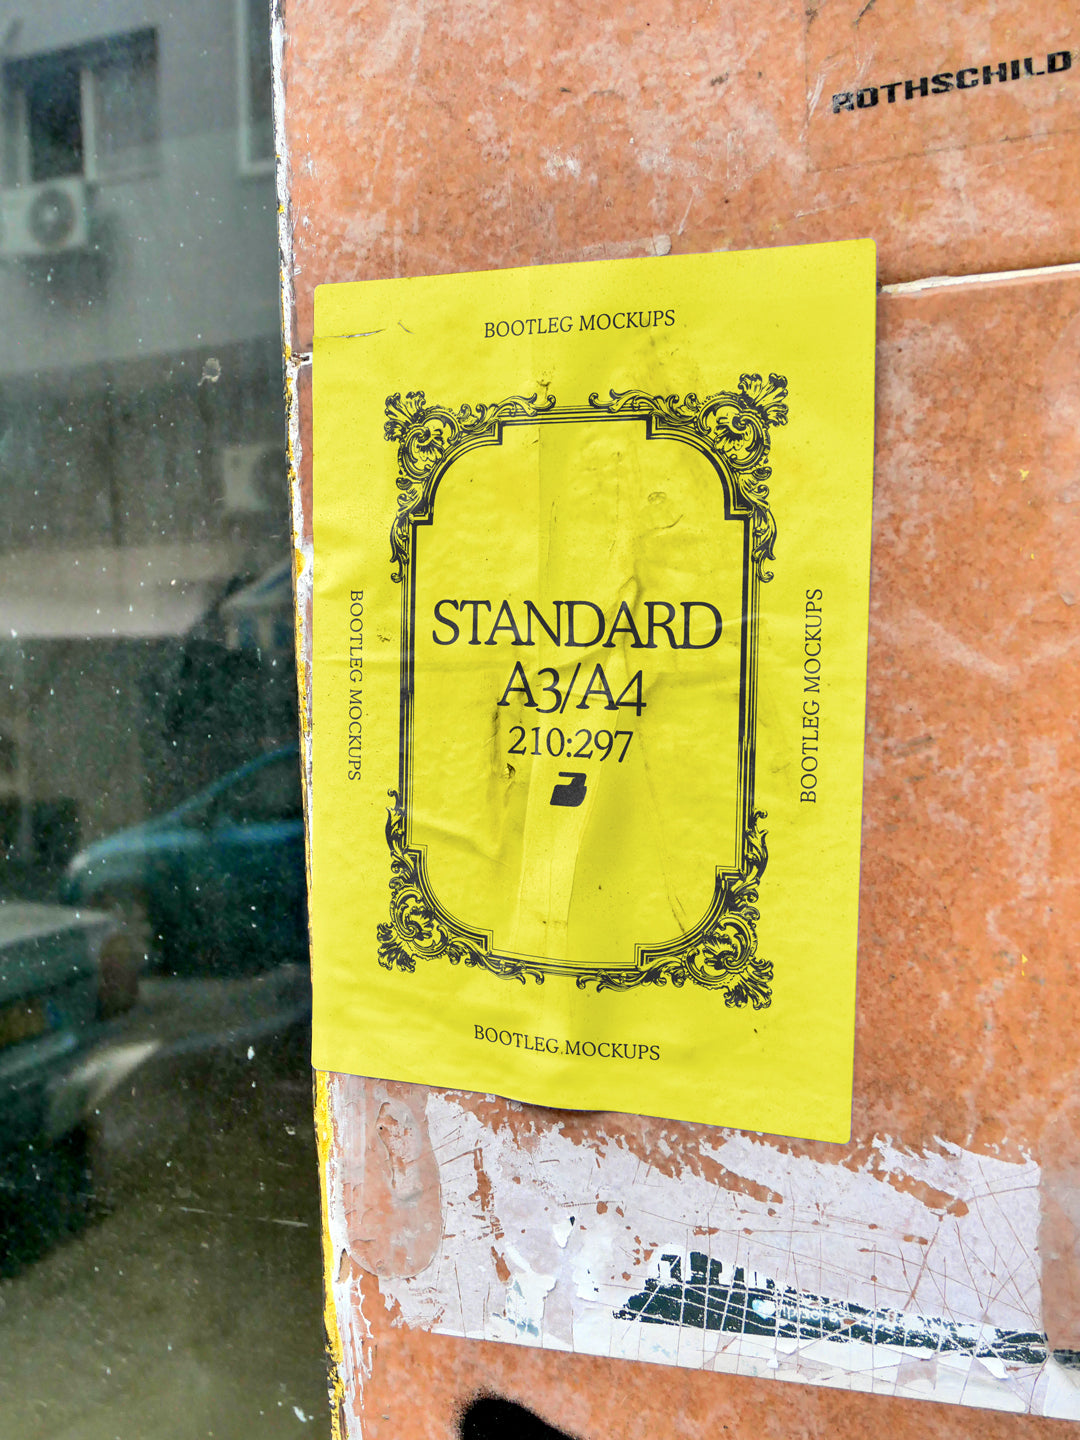 ROTHSCHILD
BOOTLEG MOCKUPS
BOOTLEG MOCKUPS
STANDARD
A3/A4
210:297
BOOTLEG MOCKUPS
BOOTLEG MOCKUPS